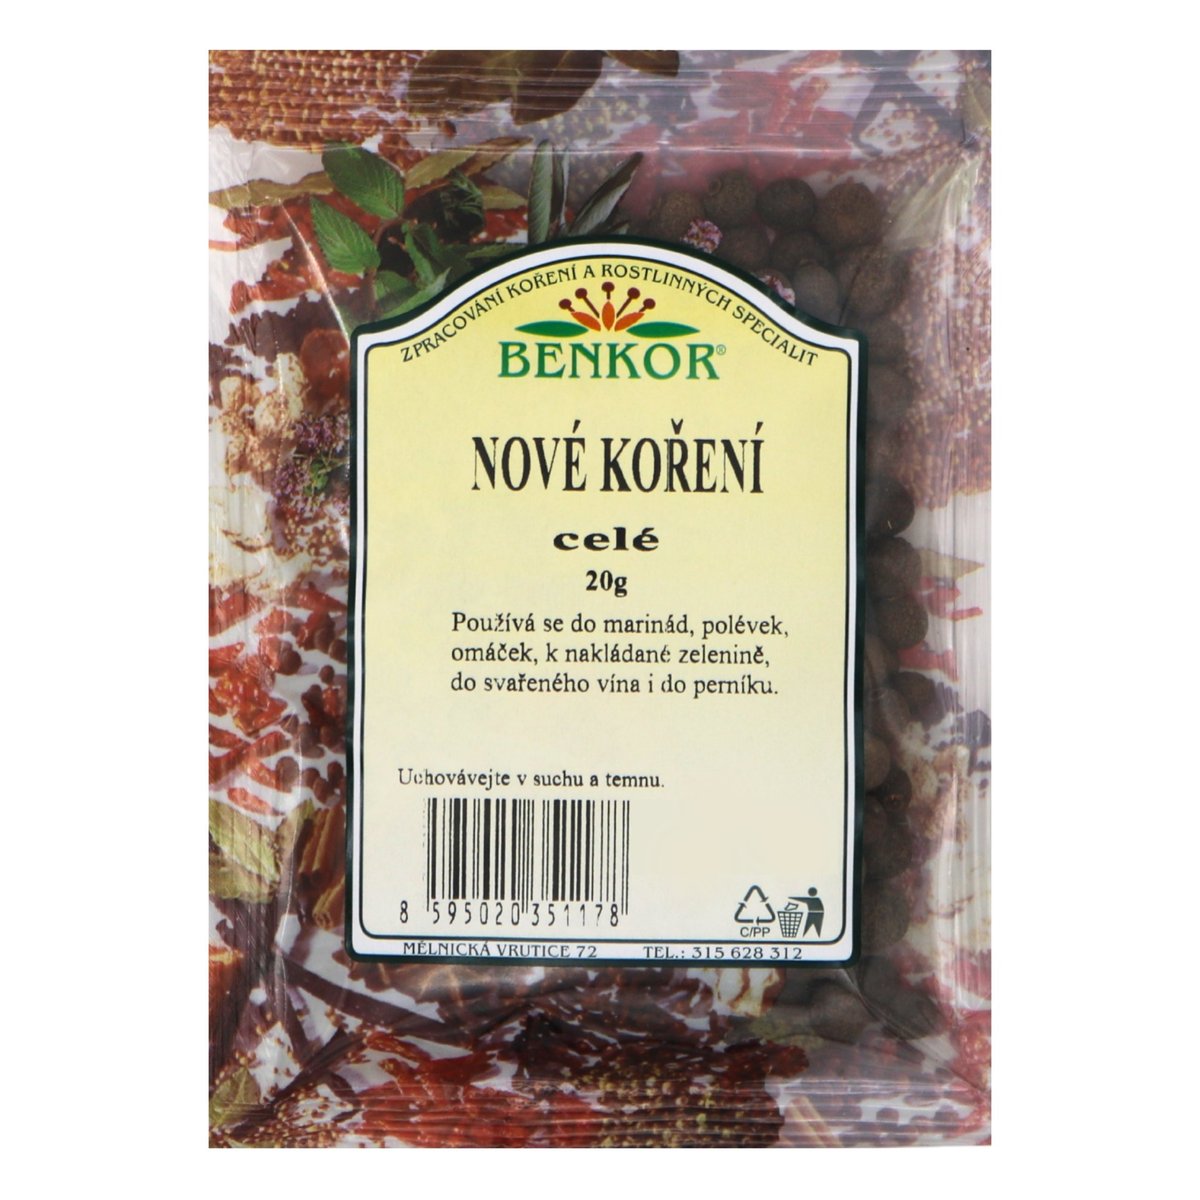 ZPRACOVÁNÍ KOŘENÍ A ROSTLINNÝCH SPECIALIT
BENKOR®
NOVÉ KOŘENÍ
celé
20g
Používá se do marinád, polévek,
omáček, k nakládané zelenině,
do svařeného vína i do perníku.
Uchovávejte v suchu a temnu.
8 595020 351178
C/PP
MĚLNICKÁ VRUTICE 72 TEL.: 315 628 312